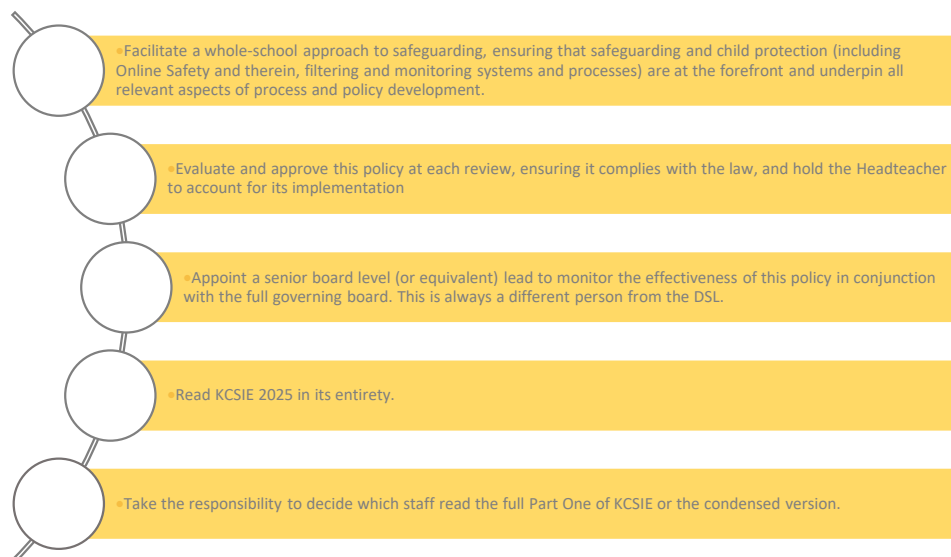 •Facilitate a whole-school approach to safeguarding, ensuring that safeguarding and child protection (including
Online Safety and therein, filtering and monitoring systems and processes) are at the forefront and underpin all
relevant aspects of process and policy development.
•Evaluate and approve this policy at each review, ensuring it complies with the law, and hold the Headteacher
to account for its implementation
•Appoint a senior board level (or equivalent) lead to monitor the effectiveness of this policy in conjunction
with the full governing board. This is always a different person from the DSL.
•Read KCSIE 2025 in its entirety.
•Take the responsibility to decide which staff read the full Part One of KCSIE or the condensed version.